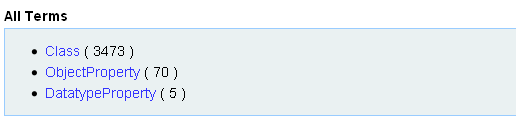 All Terms
Class ( 3473 )
ObjectProperty ( 70 )
DatatypeProperty ( 5 )